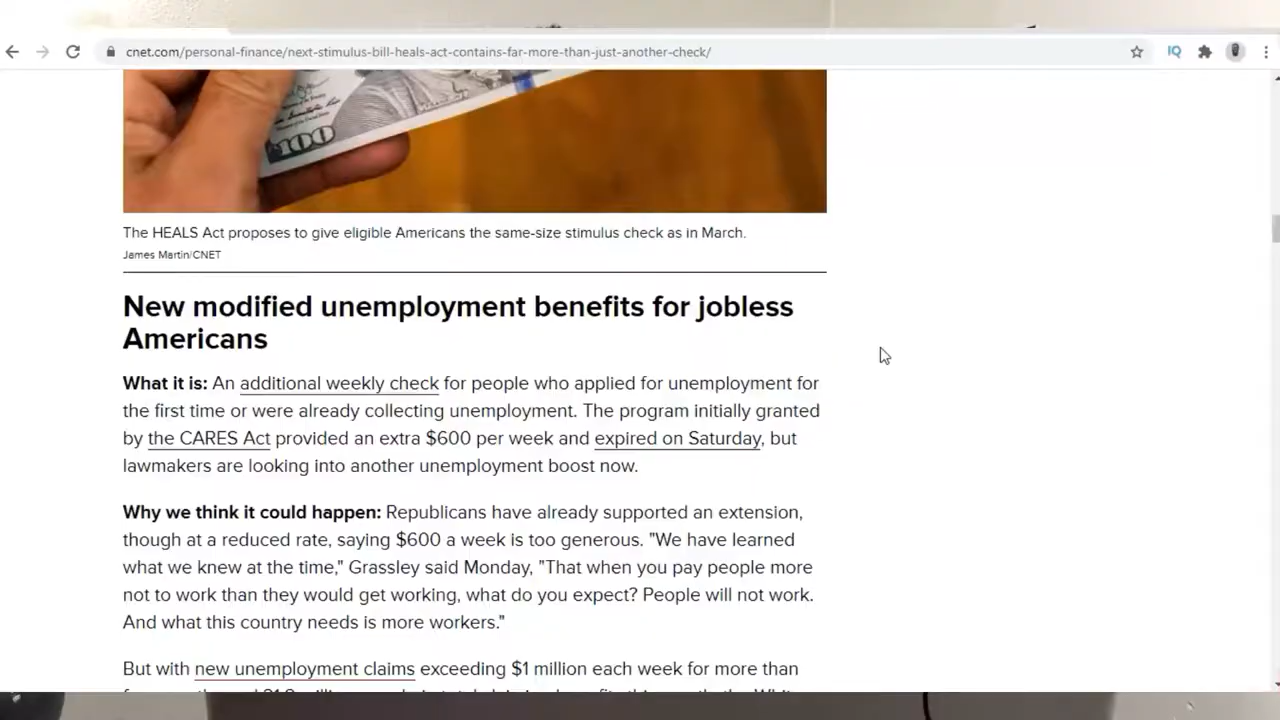 cnet.com/personal-finance/next-stimulus-bill-heals-act-contains-far-more-than-just-another-check/
IQ
100
The HEALS Act proposes to give eligible Americans the same-size stimulus check as in March.
James Martin/CNET
New modified unemployment benefits for jobless
Americans
What it is: An additional weekly check for people who applied for unemployment for
the first time or were already collecting unemployment. The program initially granted
by the CARES Act provided an extra $600 per week and expired on Saturday, but
lawmakers are looking into another unemployment boost now.
Why we think it could happen: Republicans have already supported an extension,
though at a reduced rate, saying $600 a week is too generous. "We have learned
what we knew at the time," Grassley said Monday, "That when you pay people more
not to work than they would get working, what do you expect? People will not work.
And what this country needs is more workers."
But with new unemployment claims exceeding $1 million each week for more than